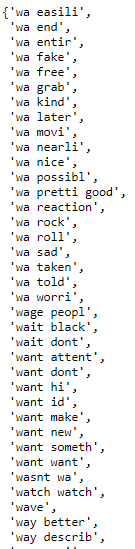 {'wa easili',
'wa end',
'wa entir',
'wa fake',
'wa free',
'wa grab',
'wa kind',
'wa later',
'wa movi',
'wa nearli',
'wa nice',
'wa possibl',
'wa pretti good',
'wa reaction',
'wa rock',
'wa roll',
'wa sad',
'wa taken',
'wa told',
'wa worri',
'wage peopl',
'wait black',
'wait dont',
'want attent',
'want dont',
'want hi',
'want id',
'want make',
'want new',
'want someth',
'want want',
'wasnt wa',
'watch watch',
'wave',
'way better',
'way describ',